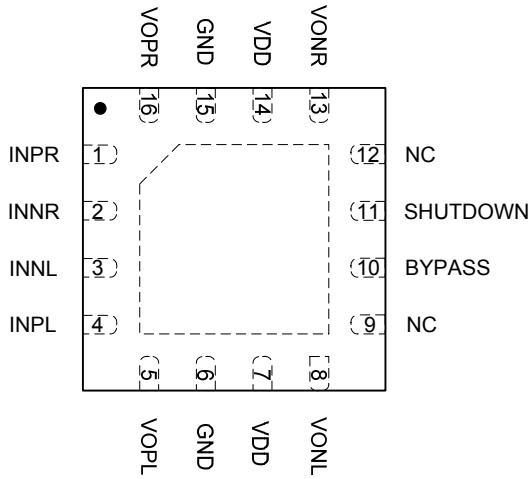 VOPR GND VDD VONR
16 15 14 13
INPR 1 12 NC
INNR 2 11 SHUTDOWN
INNL 3 10 BYPASS
INPL 4 9 NC
5 6 7 8
VOPL GND VDD VONL